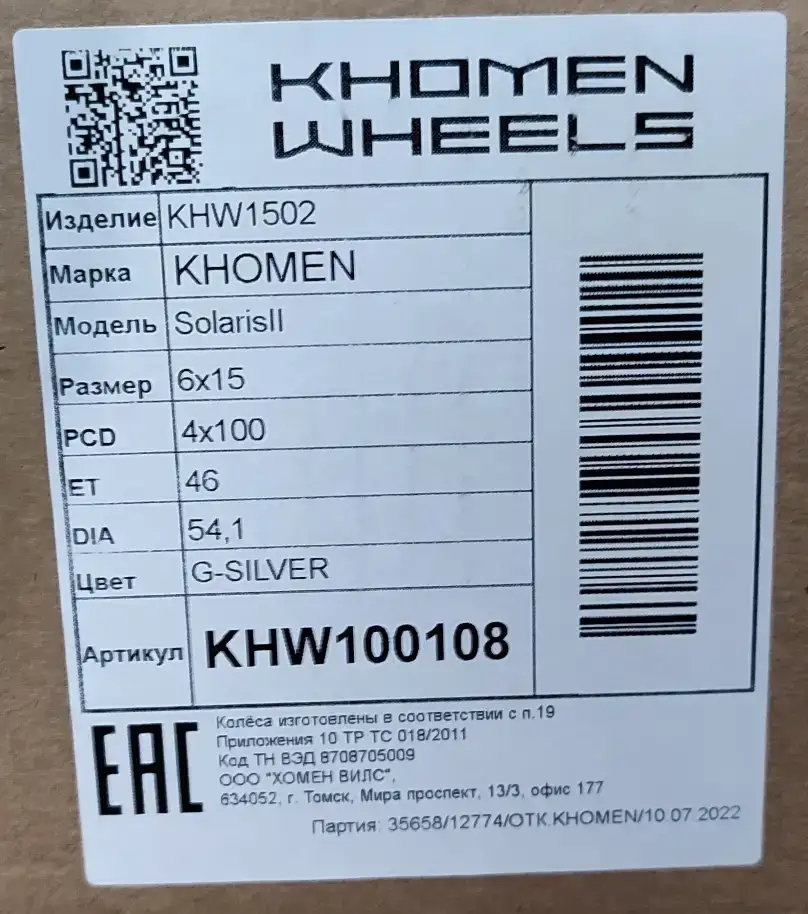 KHOMEN
WHEELS
Изделие KHW1502
Марка KHOMEN
Модель SolarisII
Размер 6x15
PCD 4x100
ET 46
DIA 54,1
Цвет G-SILVER
Артикул KHW100108
EAC
Колёса изготовлены в соответствии с п.19
Приложения 10 ТР ТС 018/2011
Код ТН ВЭД 8708705009
ООО "ХОМЕН ВИЛС",
634052, г. Томск, Мира проспект, 13/3, офис 177
Партия: 35658/12774/ОТК.KHOMEN/10.07.2022